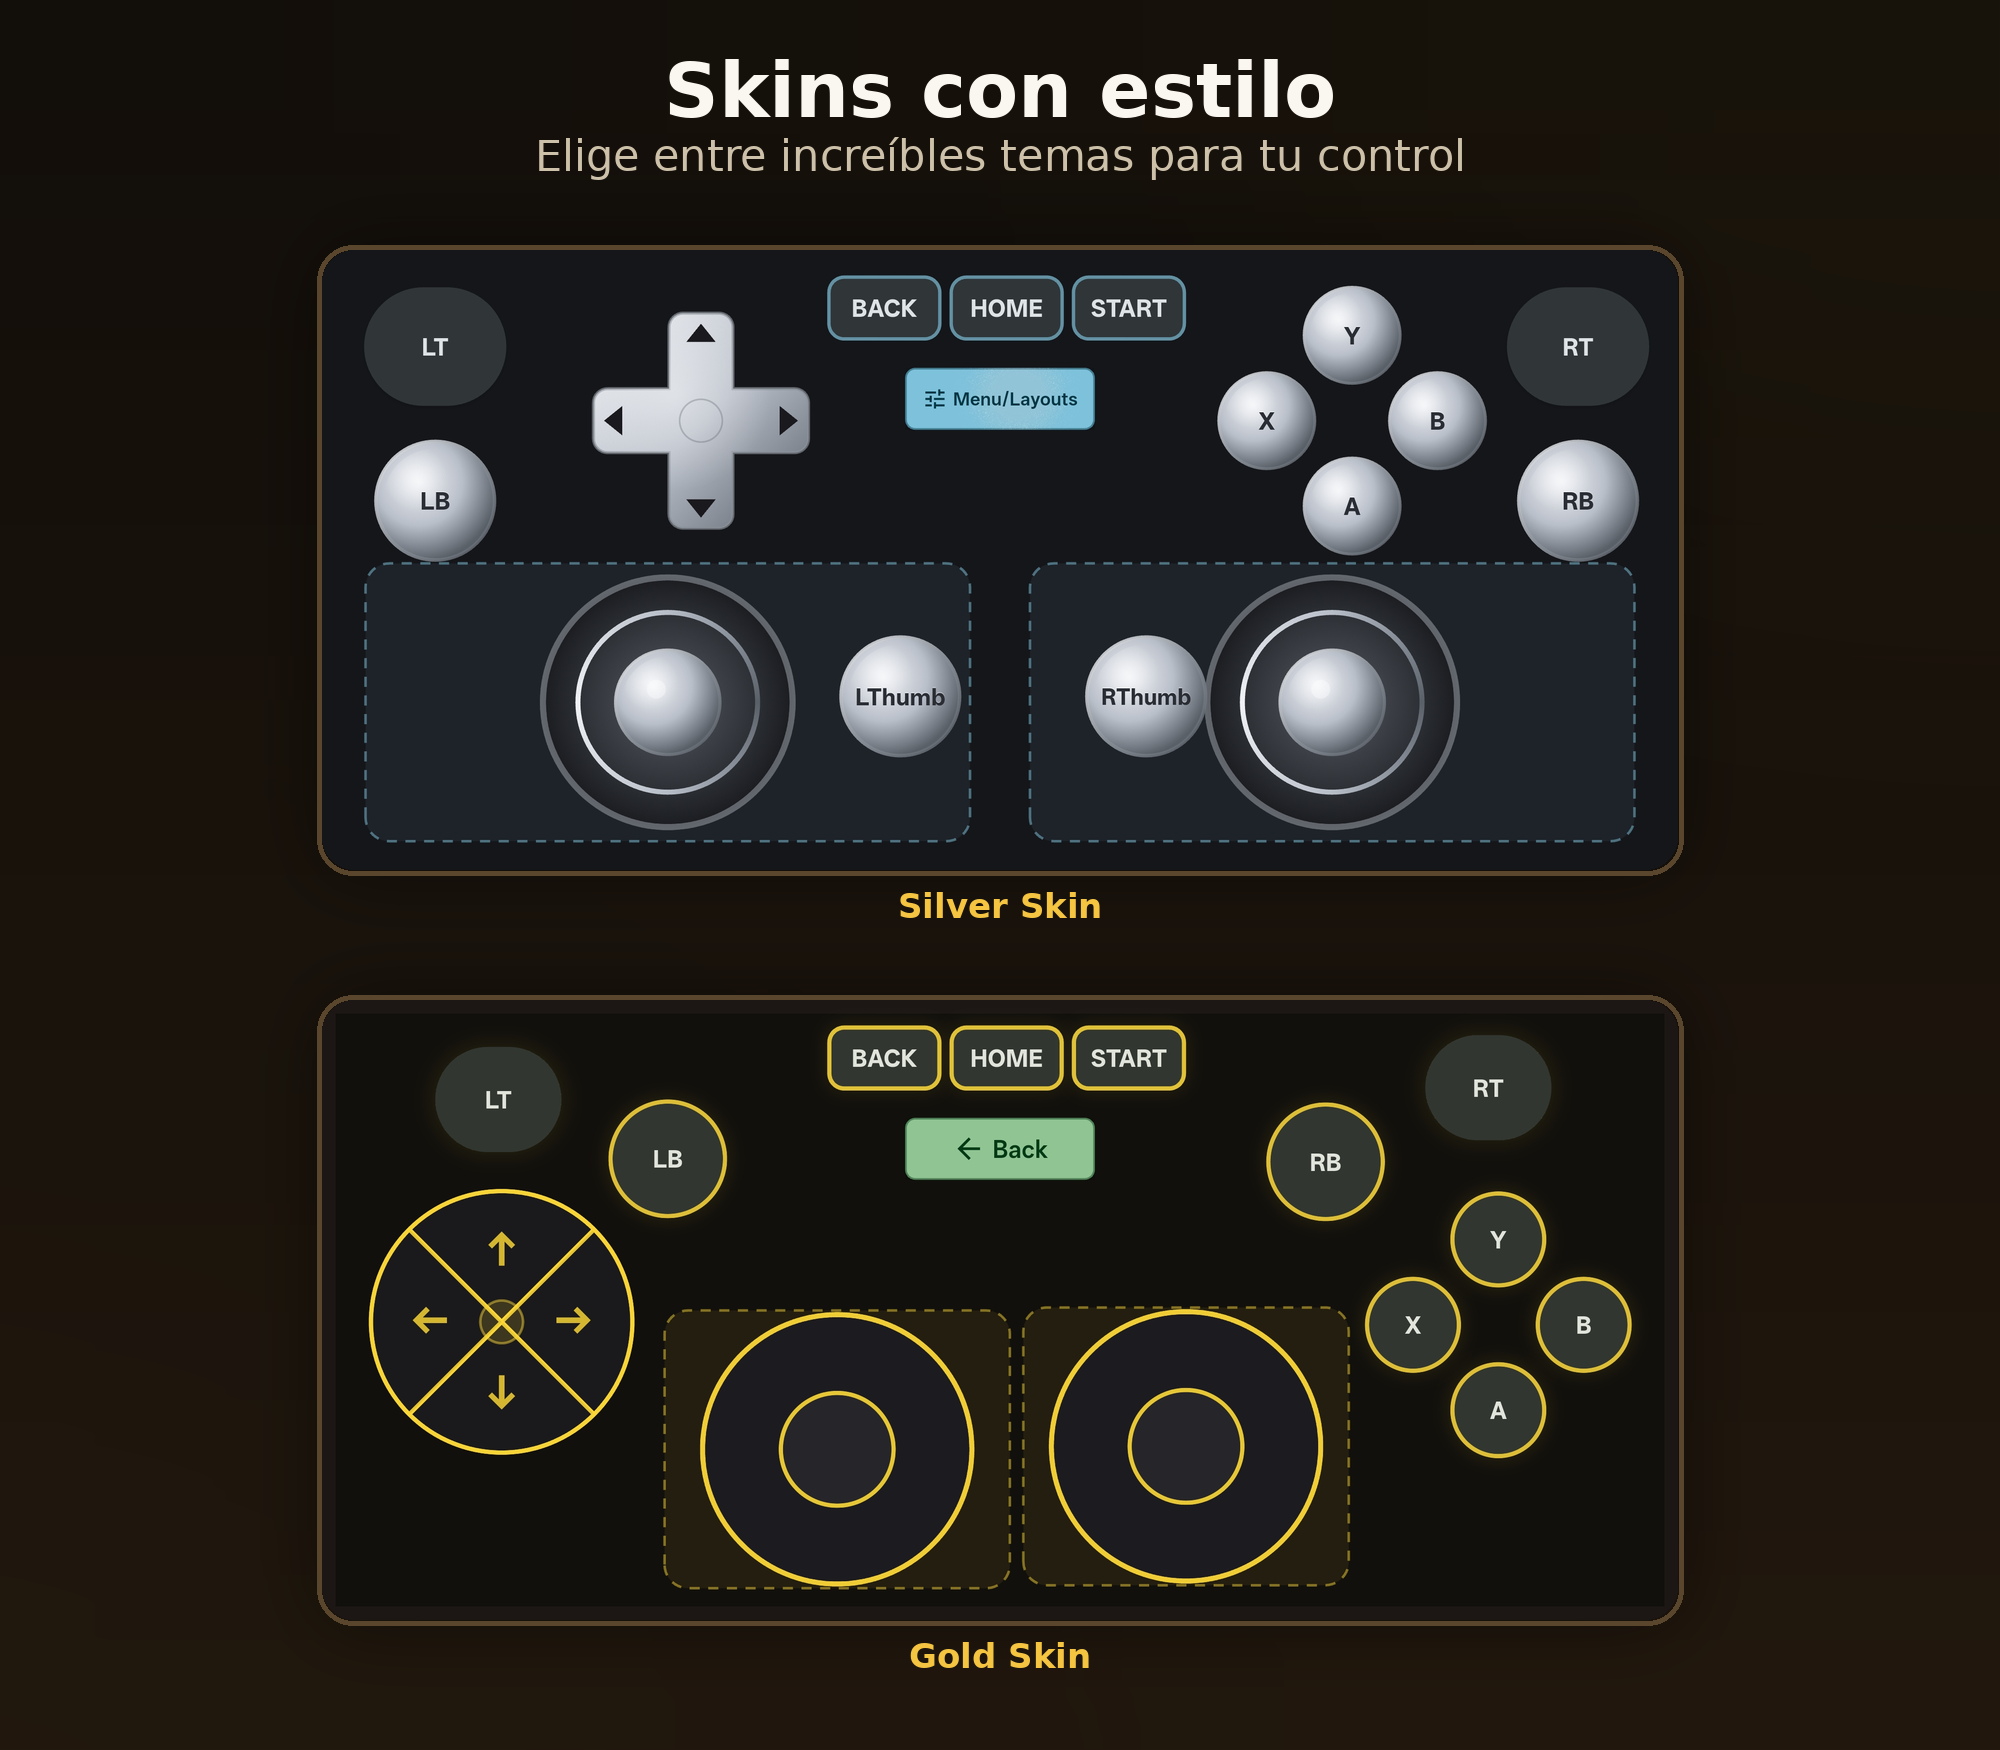 Skins con estilo
Elige entre increíbles temas para tu control
BACK HOME START
LT
Y
RT
Menu/Layouts
X
B
LB
A
RB
LThumb
RThumb
Silver Skin
BACK HOME START
LT
RT
Back
LB
RB
Y
X
B
A
Gold Skin